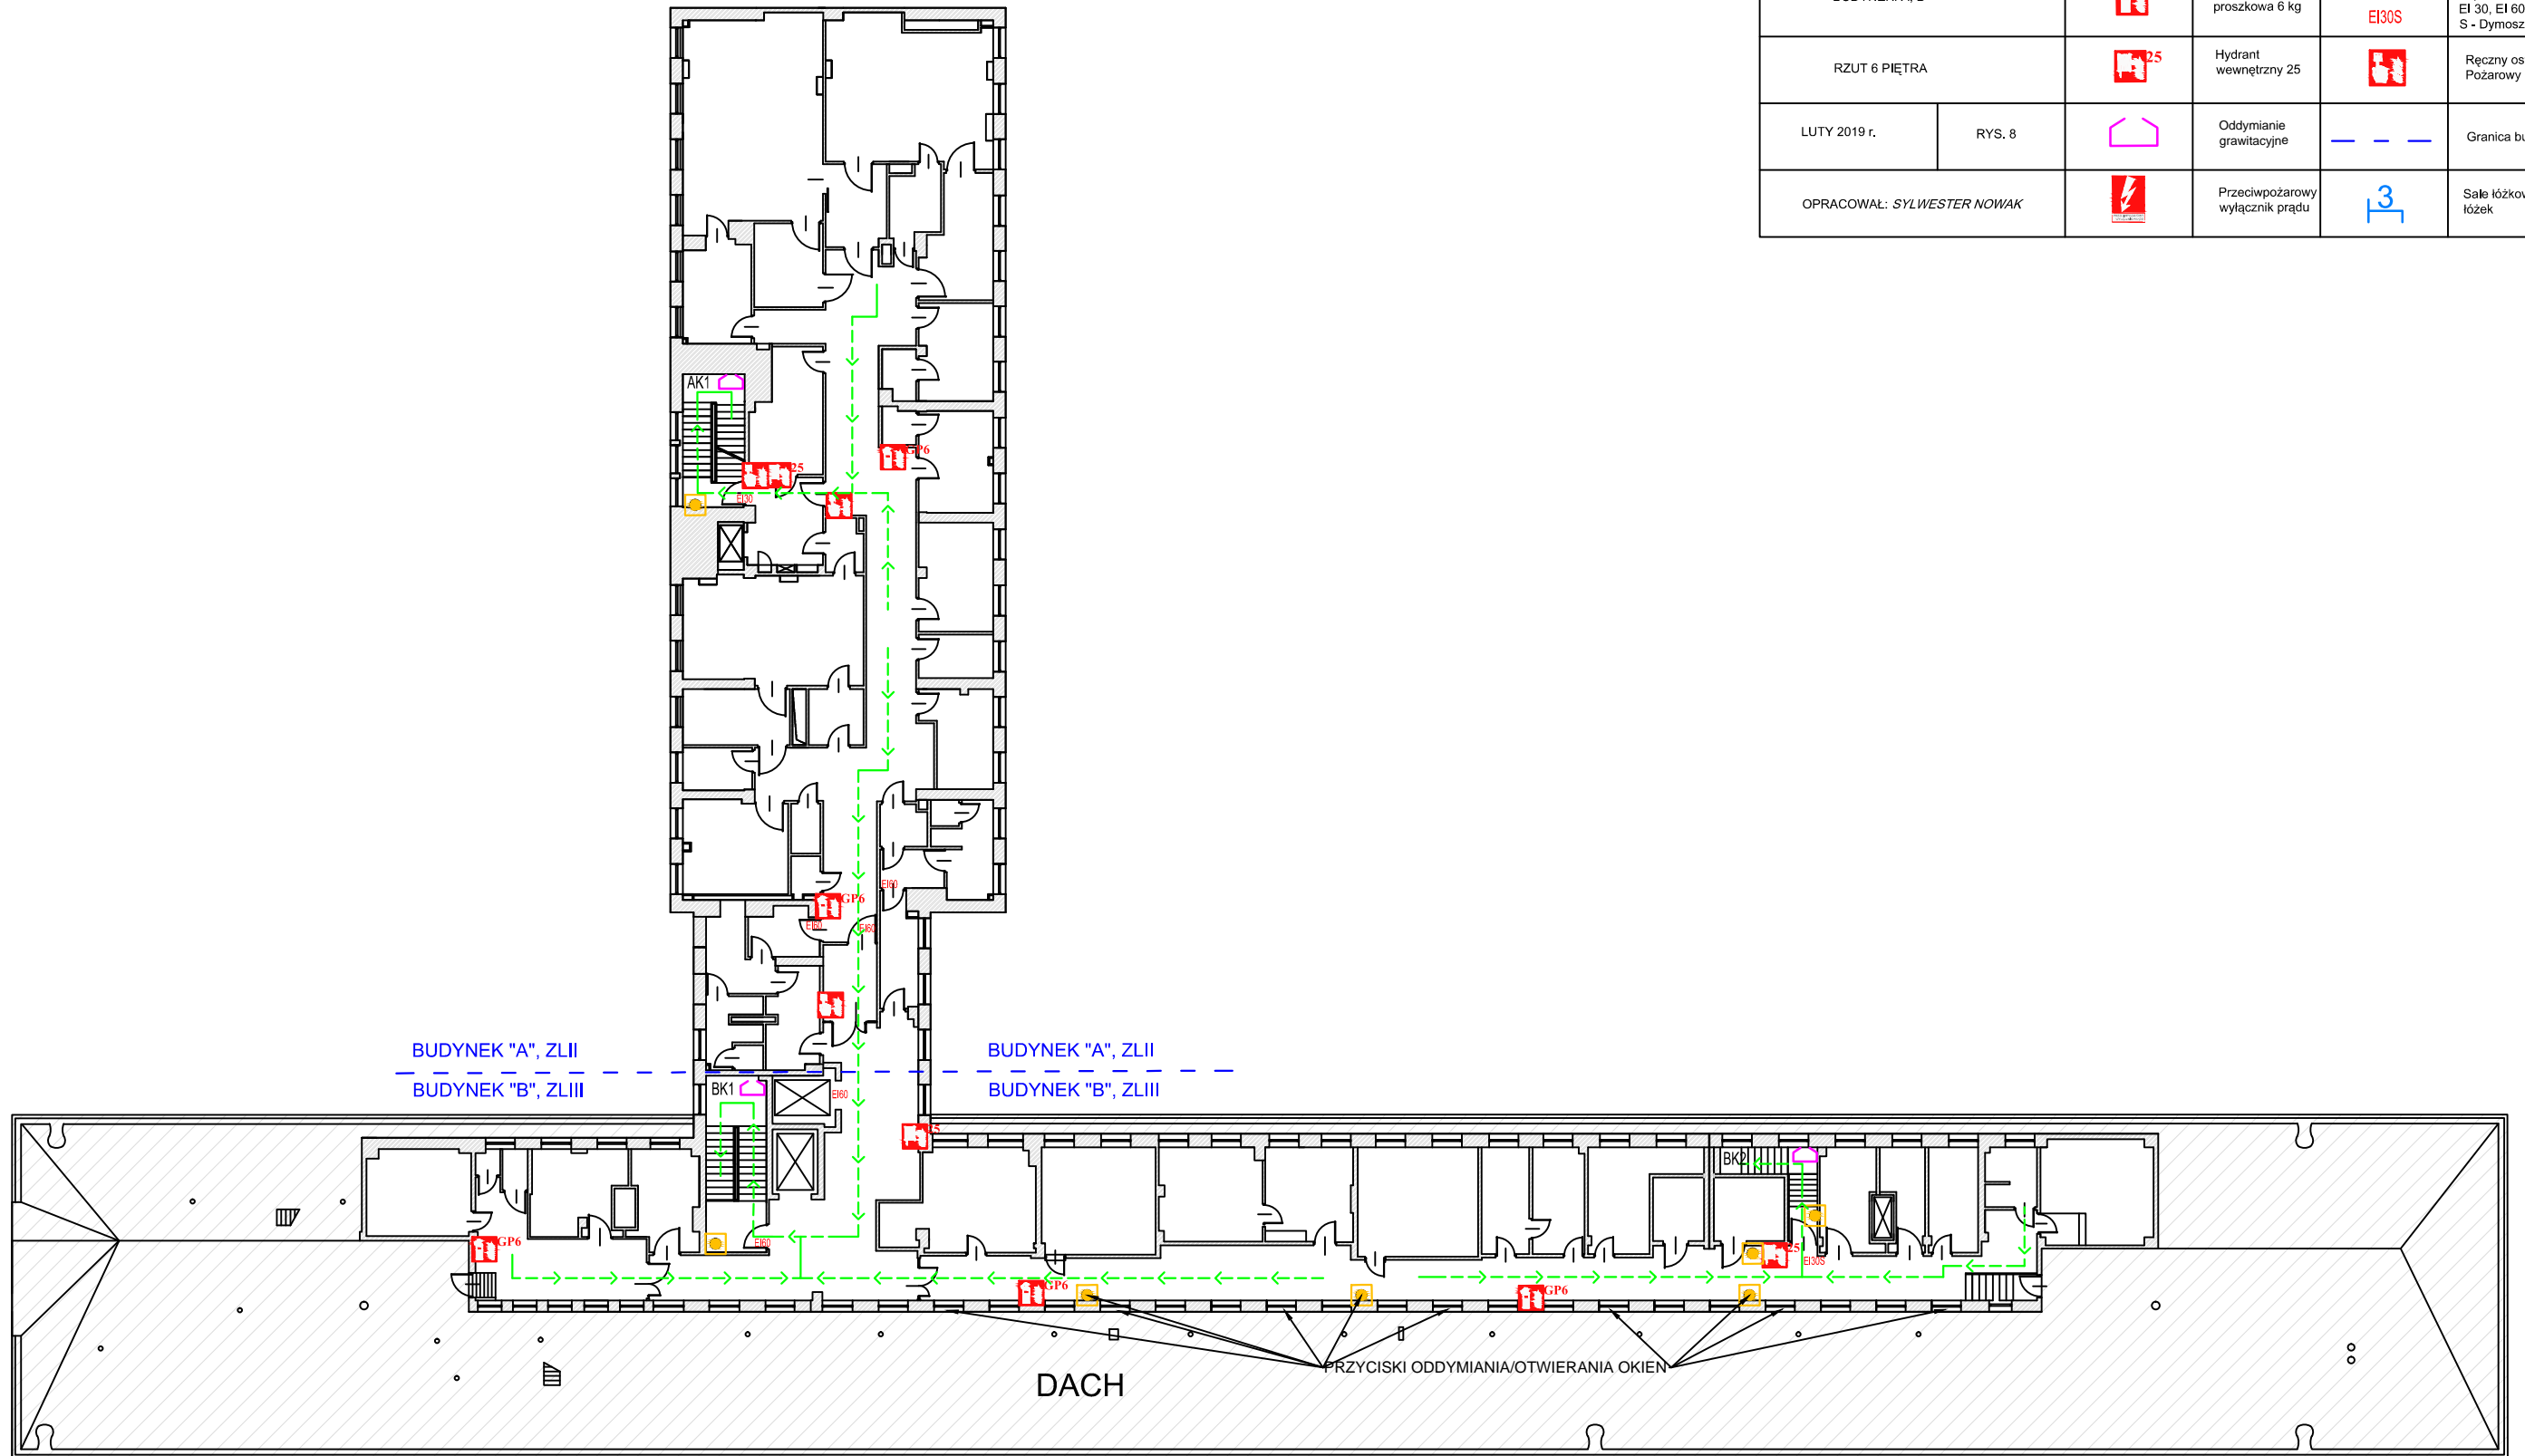 proszkowa 6 kg
EI30S
EI 30, EI 60
S - Dymosz
RZUT 6 PIĘTRA
25
Hydrant
wewnętrzny 25
Ręczny os
Pożarowy
LUTY 2019 r.
RYS. 8
Oddymianie
grawitacyjne
Granica bu
OPRACOWAŁ: SYLWESTER NOWAK
Przeciwpożarowy
wyłącznik prądu
3
Sale łóżkow
łóżek
AK1
GP6
25
EI30
EI60
GP6
EI60
EI60
BUDYNEK "A", ZLII
BUDYNEK "A", ZLII
BUDYNEK "B", ZLIII
BUDYNEK "B", ZLIII
BK1
EI60
25
BK2
GP6
EI60
25
EI30S
GP6
GP6
PRZYCISKI ODDYMIANIA/OTWIERANIA OKIEN
DACH